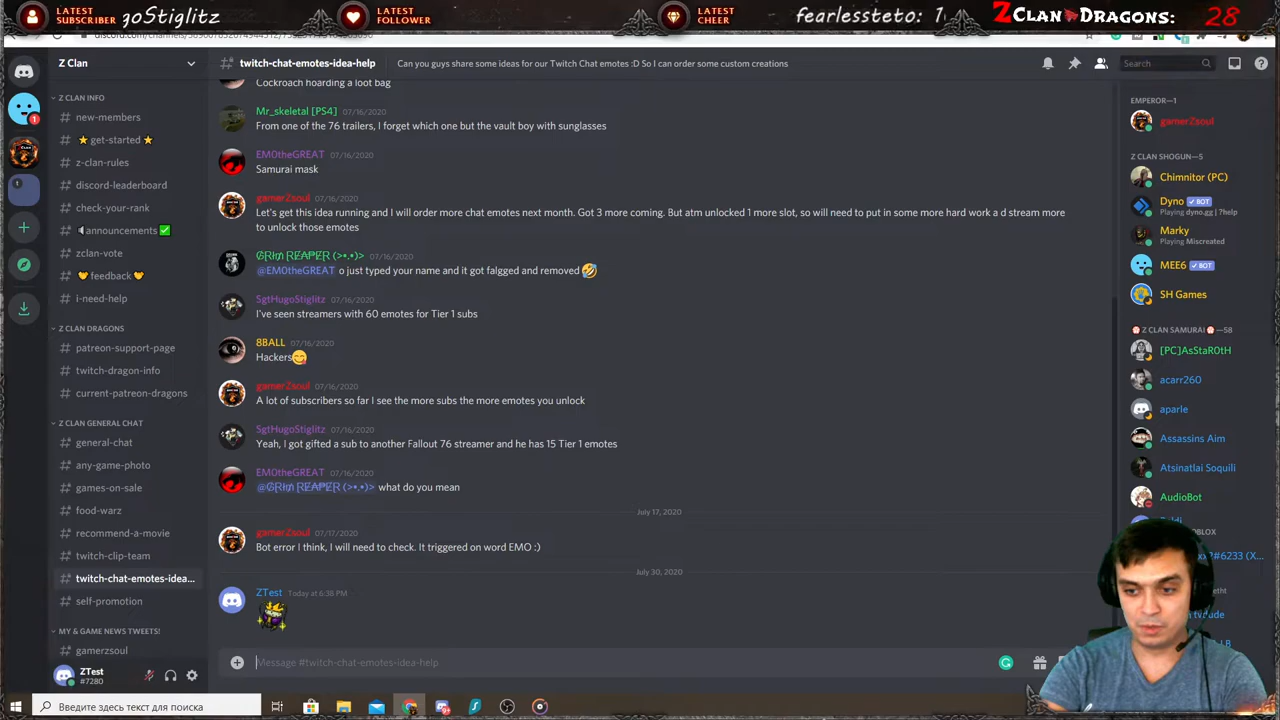 LATEST SUBSCRIBER goStiglitz
LATEST FOLLOWER
LATEST CHEER fearlessteto: 1
Z CLAN DRAGONS: 28
Z Clan
twitch-chat-emotes-idea-help
Can you guys share some ideas for our Twitch Chat emotes :D So I can order some custom creations
Search
Z CLAN INFO
new-members
get-started
z-clan-rules
discord-leaderboard
check-your-rank
announcements
zclan-vote
feedback
i-need-help
Z CLAN DRAGONS
patreon-support-page
twitch-dragon-info
current-patreon-dragons
Z CLAN GENERAL CHAT
general-chat
any-game-photo
games-on-sale
food-warz
recommend-a-movie
twitch-clip-team
twitch-chat-emotes-idea...
self-promotion
MY & GAME NEWS TWEETS!
gamerzsoul
ZTest
#7280
Cockroach hoarding a loot bag
Mr_skeletal [PS4] 07/16/2020
From one of the 76 trailers, I forget which one but the vault boy with sunglasses
EM0theGREAT 07/16/2020
Samurai mask
gamerZsoul 07/16/2020
Let's get this idea running and I will order more chat emotes next month. Got 3 more coming. But atm unlocked 1 more slot, so will need to put in some more hard work a d stream more
to unlock those emotes
07/16/2020
@EM0theGREAT o just typed your name and it got falgged and removed 🤣
SgtHugoStiglitz 07/16/2020
I've seen streamers with 60 emotes for Tier 1 subs
8BALL 07/16/2020
Hackers😋
gamerZsoul 07/16/2020
A lot of subscribers so far I see the more subs the more emotes you unlock
SgtHugoStiglitz 07/16/2020
Yeah, I got gifted a sub to another Fallout 76 streamer and he has 15 Tier 1 emotes
EM0theGREAT 07/16/2020
what do you mean
July 17, 2020
gamerZsoul 07/17/2020
Bot error I think, I will need to check. It triggered on word EMO :)
July 30, 2020
ZTest Today at 6:38 PM
Message #twitch-chat-emotes-idea-help
EMPEROR—1
gamerZsoul
Z CLAN SHOGUN—5
Chimnitor (PC)
Dyno BOT
Playing dyno.gg | ?help
Marky
Playing Miscreated
MEE6 BOT
SH Games
Z CLAN SAMURAI—58
[PC]AsStaR0tH
acarr260
aparle
Assassins Aim
Atsinatlai Soquili
AudioBot
Введите здесь текст для поиска